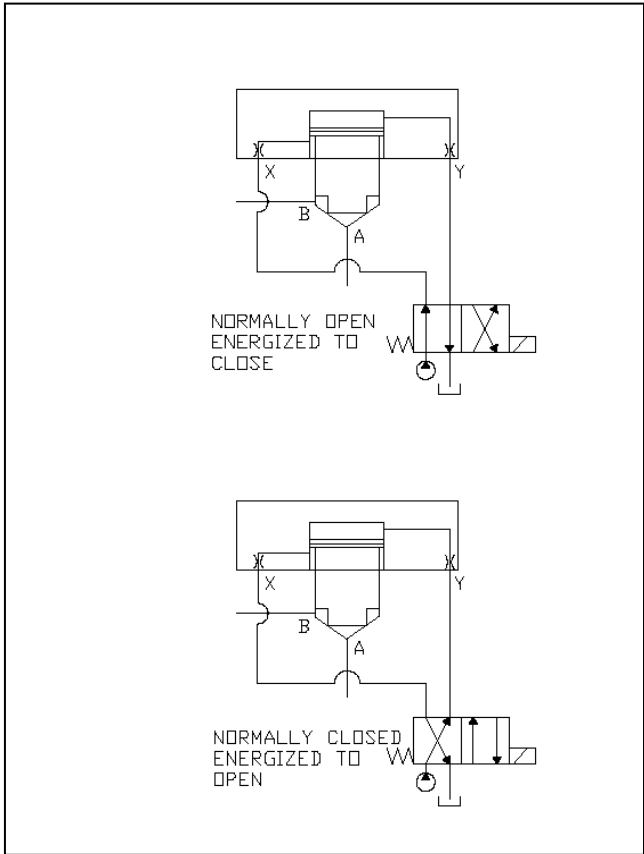 X
Y
B
A
NORMALLY OPEN
ENERGIZED TO
CLOSE
X
Y
B
A
NORMALLY CLOSED
ENERGIZED TO
OPEN